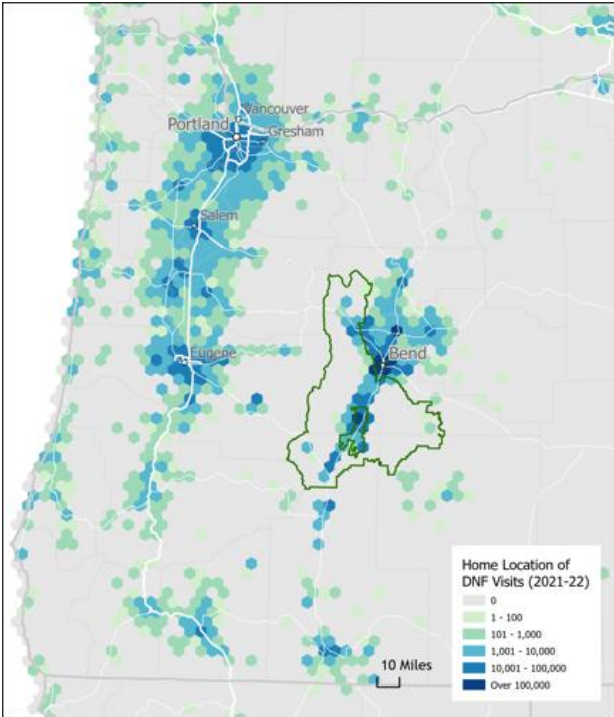 Vancouver
Portland
Gresham
Salem
Eugene
Bend
Home Location of
DNF Visits (2021-22)
0
1 - 100
101 - 1,000
1,001 - 10,000
10,001 - 100,000
Over 100,000
10 Miles